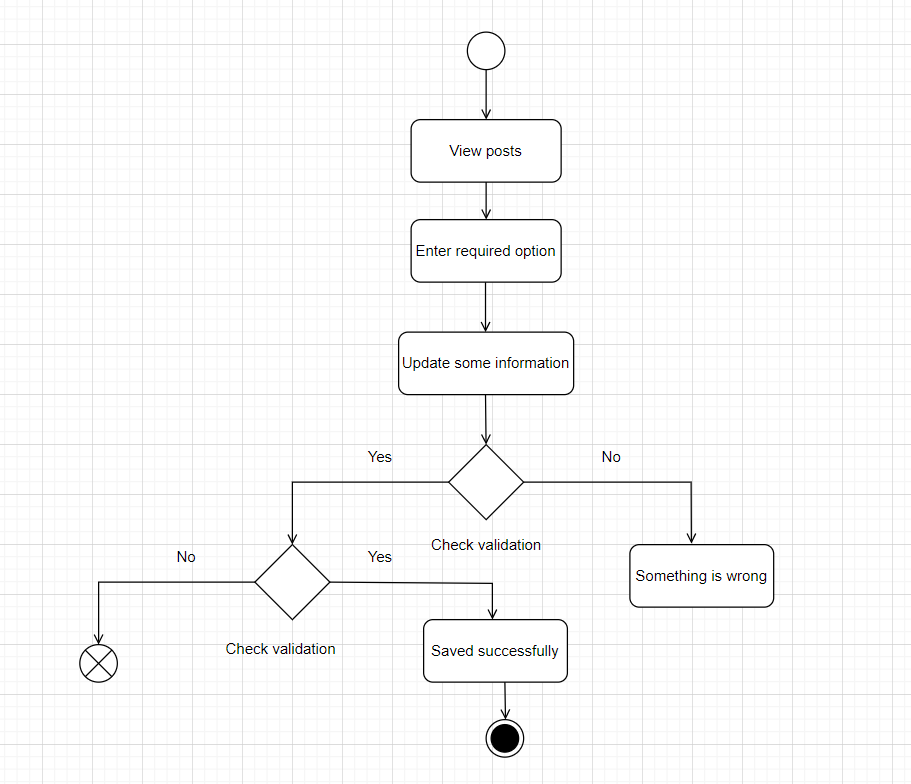 View posts
Enter required option
Update some information
Yes
No
Check validation
No
Yes
Something is wrong
Check validation
Saved successfully